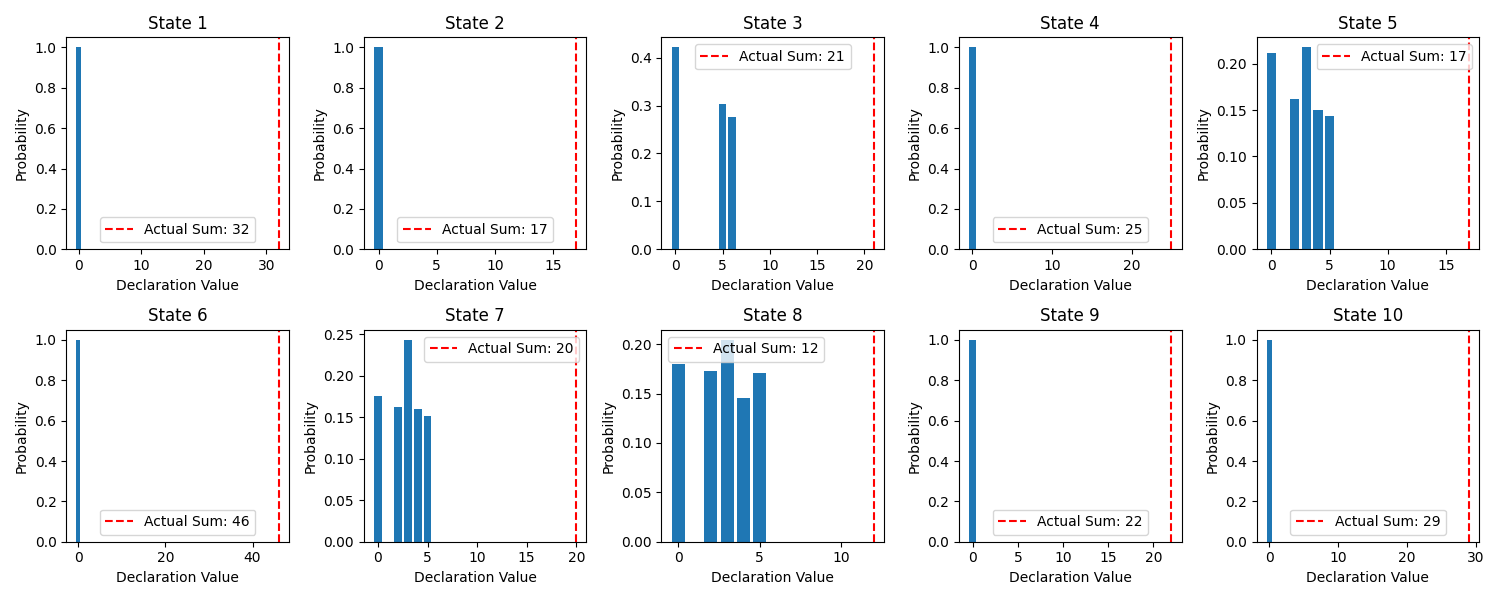 State 1
State 2
State 3
State 4
State 5
1.0
0.8
0.6
0.4
0.2
0.0
Probability
0
10
20
30
Declaration Value
Actual Sum: 32
1.0
0.8
0.6
0.4
0.2
0.0
Probability
0
5
10
15
Declaration Value
Actual Sum: 17
0.4
0.3
0.2
0.1
0.0
Probability
0
5
10
15
20
Declaration Value
Actual Sum: 21
1.0
0.8
0.6
0.4
0.2
0.0
Probability
0
10
20
Declaration Value
Actual Sum: 25
0.20
0.15
0.10
0.05
0.00
Probability
0
5
10
15
Declaration Value
Actual Sum: 17
State 6
State 7
State 8
State 9
State 10
1.0
0.8
0.6
0.4
0.2
0.0
Probability
0
20
40
Declaration Value
Actual Sum: 46
0.25
0.20
0.15
0.10
0.05
0.00
Probability
0
5
10
15
20
Declaration Value
Actual Sum: 20
0.20
0.15
0.10
0.05
0.00
Probability
0
5
10
Declaration Value
Actual Sum: 12
1.0
0.8
0.6
0.4
0.2
0.0
Probability
0
5
10
15
20
Declaration Value
Actual Sum: 22
1.0
0.8
0.6
0.4
0.2
0.0
Probability
0
10
20
30
Declaration Value
Actual Sum: 29